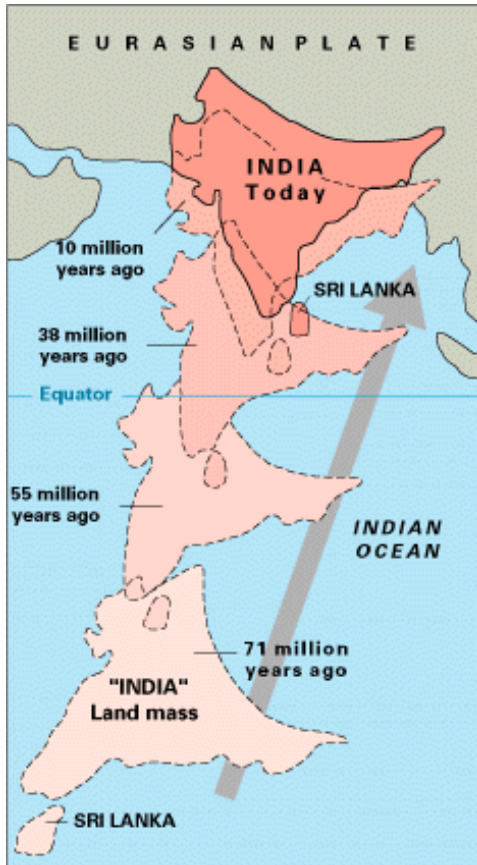 EURASIAN PLATE
INDIA
Today
10 million
years ago
SRI LANKA
38 million
years ago
Equator
55 million
years ago
INDIAN
OCEAN
71 million
years ago
"INDIA"
Land mass
SRI LANKA